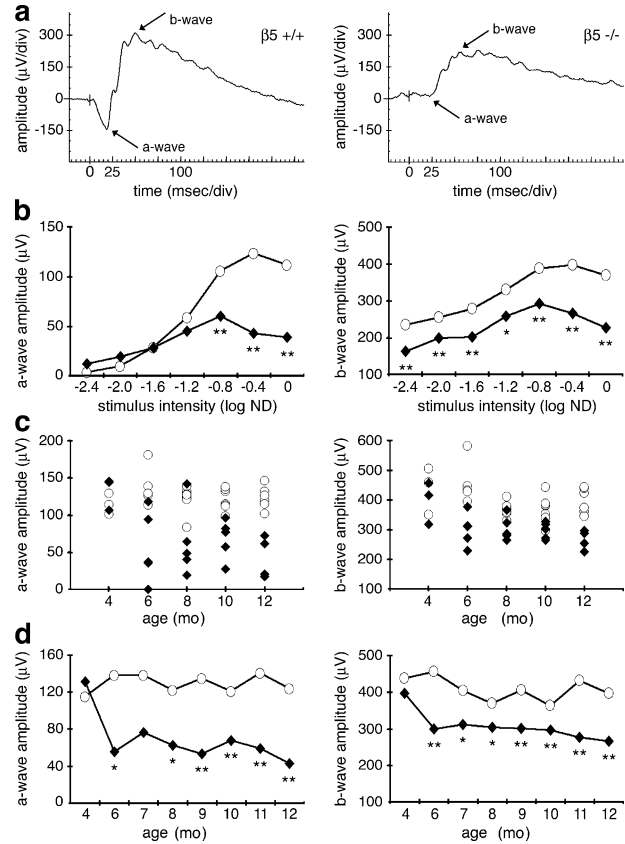 a
amplitude (µV/div)
300
150
0
-150
b-wave
a-wave
β5 +/+
0 25 100
time (msec/div)
amplitude (µV/div)
300
150
0
-150
b-wave
a-wave
β5 -/-
0 25 100
time (msec/div)
b
a-wave amplitude (µV)
150
100
50
0
** ** **
-2.4 -2.0 -1.6 -1.2 -0.8 -0.4 0
stimulus intensity (log ND)
b-wave amplitude (µV)
500
400
300
200
100
** ** ** * ** ** **
-2.4 -2.0 -1.6 -1.2 -0.8 -0.4 0
stimulus intensity (log ND)
c
a-wave amplitude (µV)
200
150
100
50
0
4 6 8 10 12
age (mo)
b-wave amplitude (µV)
600
500
400
300
200
100
4 6 8 10 12
age (mo)
d
a-wave amplitude (µV)
160
120
80
40
0
* * ** ** ** **
4 6 7 8 9 10 11 12
age (mo)
b-wave amplitude (µV)
500
400
300
200
100
** * * ** ** ** **
4 6 7 8 9 10 11 12
age (mo)